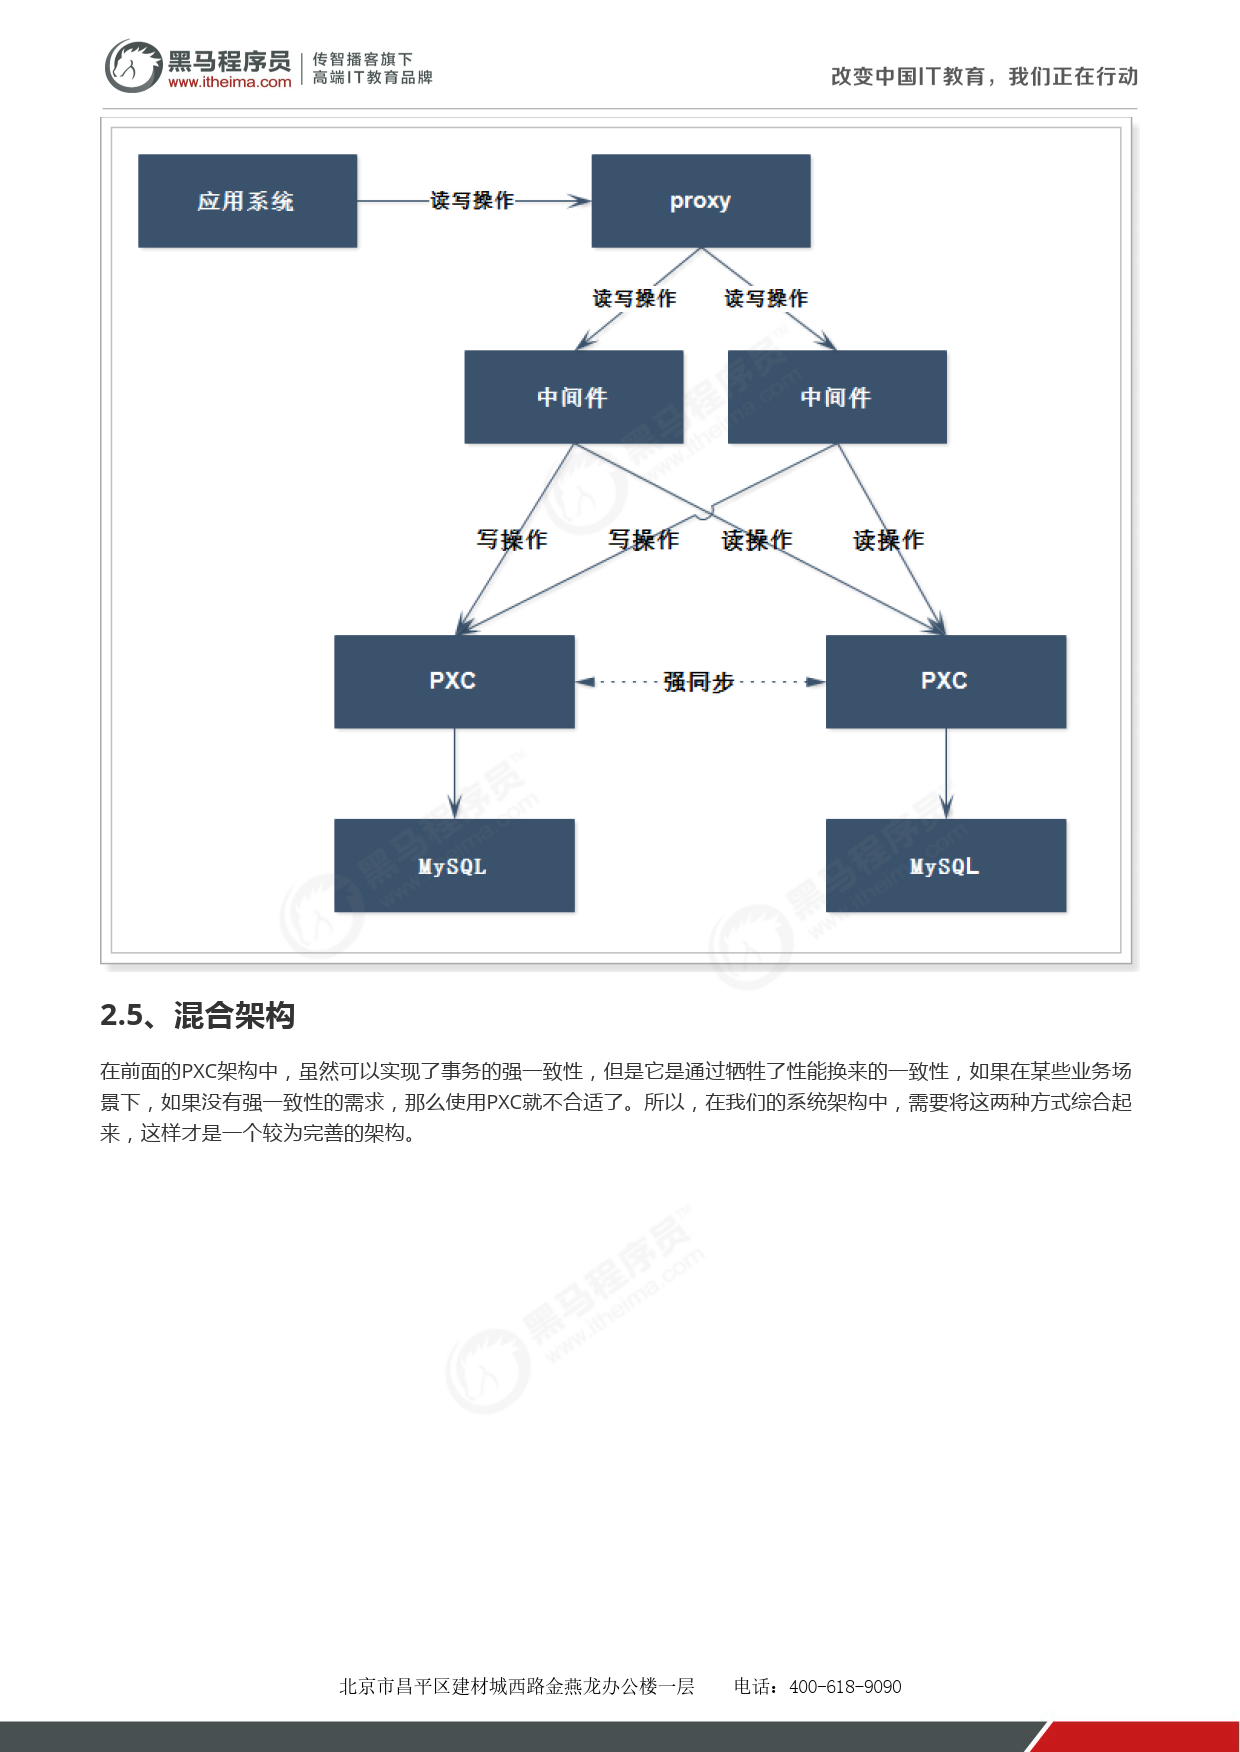 黑马程序员
www.itheima.com
传智播客旗下
高端IT教育品牌
改变中国IT教育，我们正在行动
应用系统
读写操作
proxy
读写操作
读写操作
中间件
中间件
写操作
写操作
读操作
读操作
PXC
强同步
PXC
MySQL
MySQL
2.5、混合架构
在前面的PXC架构中，虽然可以实现了事务的强一致性，但是它是通过牺牲了性能换来的一致性，如果在某些业务场
景下，如果没有强一致性的需求，那么使用PXC就不合适了。所以，在我们的系统架构中，需要将这两种方式综合起
来，这样才是一个较为完善的架构。
黑马程序员™
www.itheima.com
北京市昌平区建材城西路金燕龙办公楼一层 电话：400-618-9090